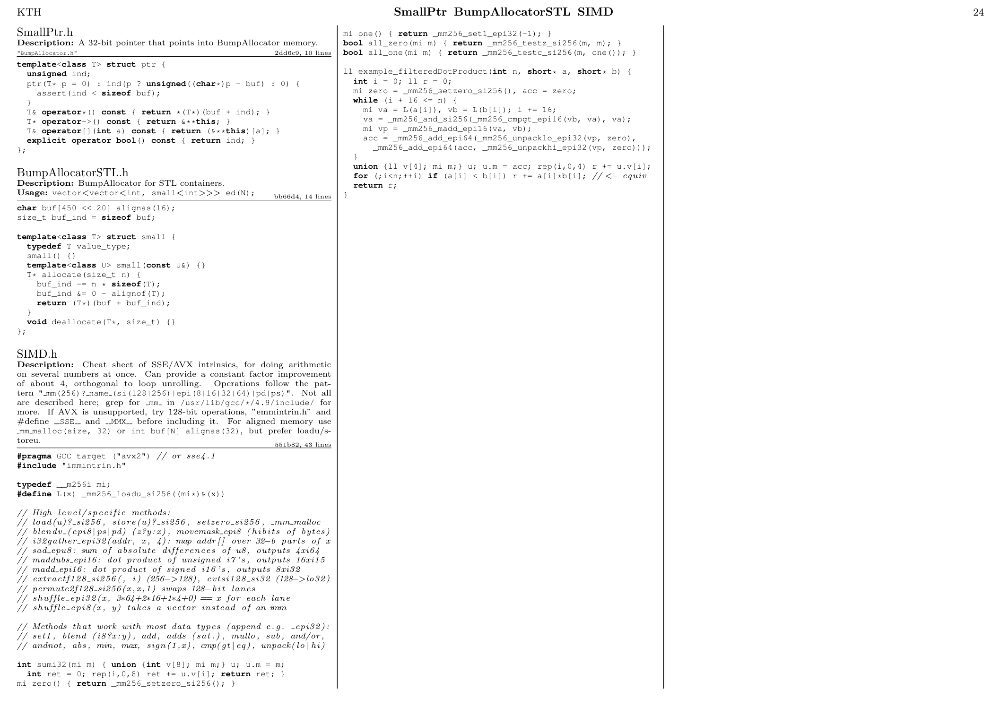 KTH
SmallPtr BumpAllocatorSTL SIMD
24
SmallPtr.h
Description: A 32-bit pointer that points into BumpAllocator memory.
"BumpAllocator.h"
2dd6c9, 10 lines
template<class T> struct ptr {
  unsigned ind;
  ptr(T* p = 0) : ind(p ? unsigned((char*)p - buf) : 0) {
    assert(ind < sizeof buf);
  }
  T& operator*() const { return *(T*)(buf + ind); }
  T* operator->() const { return &**this; }
  T& operator[](int a) const { return (&**this)[a]; }
  explicit operator bool() const { return ind; }
};
BumpAllocatorSTL.h
Description: BumpAllocator for STL containers.
Usage: vector<vector<int, small<int>>> ed(N);
bb66d4, 14 lines
char buf[450 << 20] alignas(16);
size_t buf_ind = sizeof buf;
template<class T> struct small {
  typedef T value_type;
  small() {}
  template<class U> small(const U&) {}
  T* allocate(size_t n) {
    buf_ind -= n * sizeof(T);
    buf_ind &= 0 - alignof(T);
    return (T*)(buf + buf_ind);
  }
  void deallocate(T*, size_t) {}
};
SIMD.h
Description: Cheat sheet of SSE/AVX intrinsics, for doing arithmetic
on several numbers at once. Can provide a constant factor improvement
of about 4, orthogonal to loop unrolling. Operations follow the pat-
tern "_mm(256)?_name_(si(128|256)|epi(8|16|32|64)|pd|ps)". Not all
are described here; grep for _mm_ in /usr/lib/gcc/*/4.9/include/ for
more. If AVX is unsupported, try 128-bit operations, ”emmintrin.h” and
#define __SSE__ and __MMX__ before including it. For aligned memory use
_mm_malloc(size, 32) or int buf[N] alignas(32), but prefer loadu/s-
toreu.
551b82, 43 lines
#pragma GCC target ("avx2") // or sse4.1
#include "immintrin.h"
typedef __m256i mi;
#define L(x) _mm256_loadu_si256((mi*)&(x))
// High-level/specific methods:
// load(u)?_si256, store(u)?_si256, setzero_si256, _mm_malloc
// blendv_(epi8|ps|pd) (z?y:x), movemask_epi8 (hibits of bytes)
// i32gather_epi32(addr, x, 4): map addr[] over 32-b parts of x
// sad_epu8: sum of absolute differences of u8, outputs 4xi64
// maddubs_epi16: dot product of unsigned i7's, outputs 16xi15
// madd_epi16: dot product of signed i16's, outputs 8xi32
// extractf128_si256(, i) (256->128), cvtsi128_si32 (128->lo32)
// permute2f128_si256(x,x,1) swaps 128-bit lanes
// shuffle_epi32(x, 3*64+2*16+1*4+0) == x for each lane
// shuffle_epi8(x, y) takes a vector instead of an imm
// Methods that work with most data types (append e.g. _epi32):
// set1, blend (i8?x:y), add, adds (sat.), mullo, sub, and/or,
// andnot, abs, min, max, sign(1,x), cmp(gt|eq), unpack(lo|hi)
int sumi32(mi m) { union {int v[8]; mi m;} u; u.m = m;
  int ret = 0; rep(i,0,8) ret += u.v[i]; return ret; }
mi zero() { return _mm256_setzero_si256(); }
mi one() { return _mm256_set1_epi32(-1); }
bool all_zero(mi m) { return _mm256_testz_si256(m, m); }
bool all_one(mi m) { return _mm256_testc_si256(m, one()); }
ll example_filteredDotProduct(int n, short* a, short* b) {
  int i = 0; ll r = 0;
  mi zero = _mm256_setzero_si256(), acc = zero;
  while (i + 16 <= n) {
    mi va = L(a[i]), vb = L(b[i]); i += 16;
    va = _mm256_and_si256(_mm256_cmpgt_epi16(vb, va), va);
    mi vp = _mm256_madd_epi16(va, vb);
    acc = _mm256_add_epi64(_mm256_unpacklo_epi32(vp, zero),
      _mm256_add_epi64(acc, _mm256_unpackhi_epi32(vp, zero)));
  }
  union {ll v[4]; mi m;} u; u.m = acc; rep(i,0,4) r += u.v[i];
  for (;i<n;++i) if (a[i] < b[i]) r += a[i]*b[i]; // <- equiv
  return r;
}